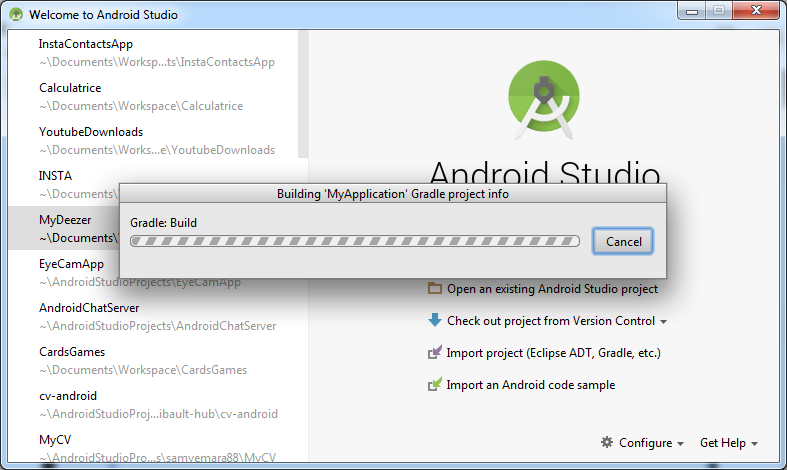 Welcome to Android Studio
InstaContactsApp
~\Documents\Worksp...ts\InstaContactsApp
Calculatrice
~\Documents\Workspace\Calculatrice
YoutubeDownloads
~\Documents\Works...e\YoutubeDownloads
INSTA
~\Documents\
MyDeezer
~\Documents\
EyeCamApp
~\AndroidStudioProjects\EyeCamApp
AndroidChatServer
~\AndroidStudioProjects\AndroidChatServer
CardsGames
~\Documents\Workspace\CardsGames
cv-android
~\AndroidStudioProj...ibault-hub\cv-android
MyCV
~\AndroidStudioPro...s\samvemara88\MyCV
Android Studio
Building 'MyApplication' Gradle project info
Gradle: Build
Cancel
Open an existing Android Studio project
Check out project from Version Control
Import project (Eclipse ADT, Gradle, etc.)
Import an Android code sample
Configure
Get Help